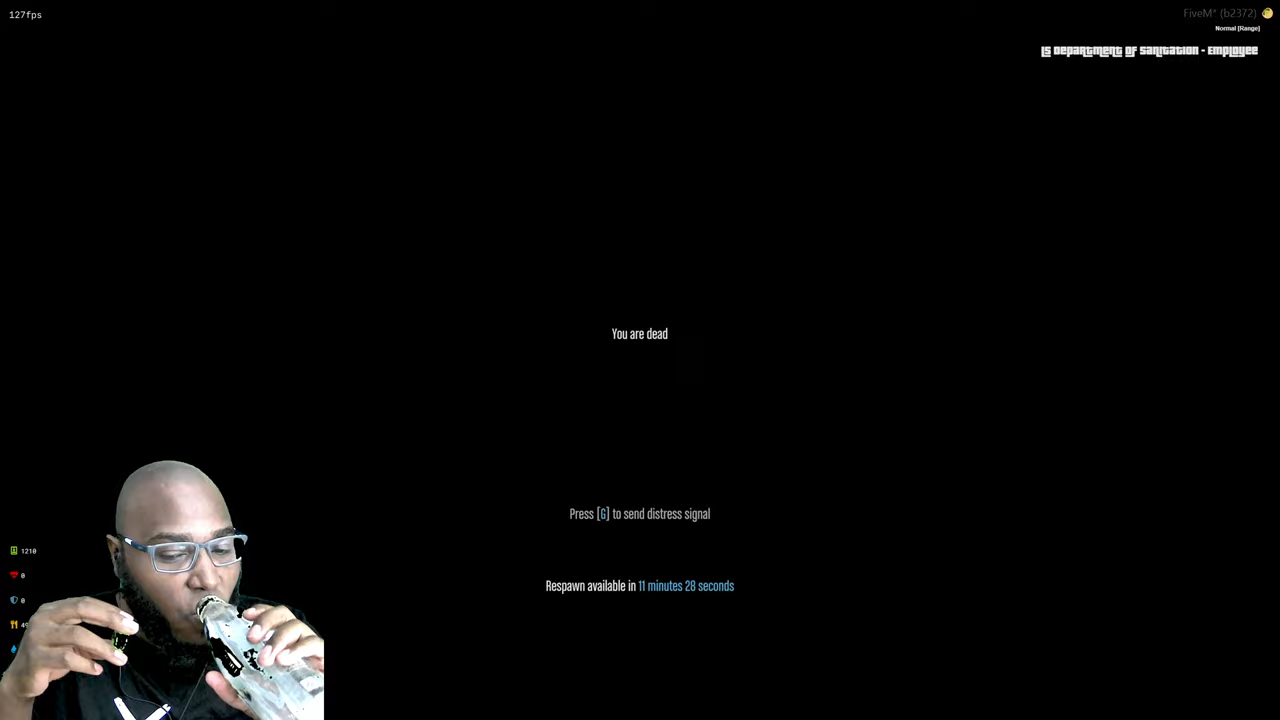 127fps
FiveM* (b2372)
Normal [Range]
LS Department of Sanitation - Employee
You are dead
Press [G] to send distress signal
1210
Respawn available in 11 minutes 28 seconds
0
0